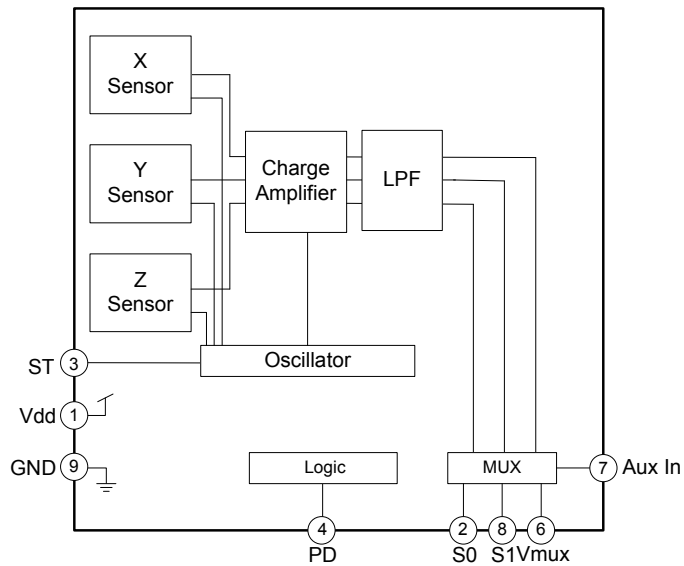 X
Sensor
Y
Sensor
Z
Sensor
Charge
Amplifier
LPF
Oscillator
ST 3
Vdd 1
GND 9
Logic
MUX
7 Aux In
4
PD
2 8 6
S0 S1 Vmux